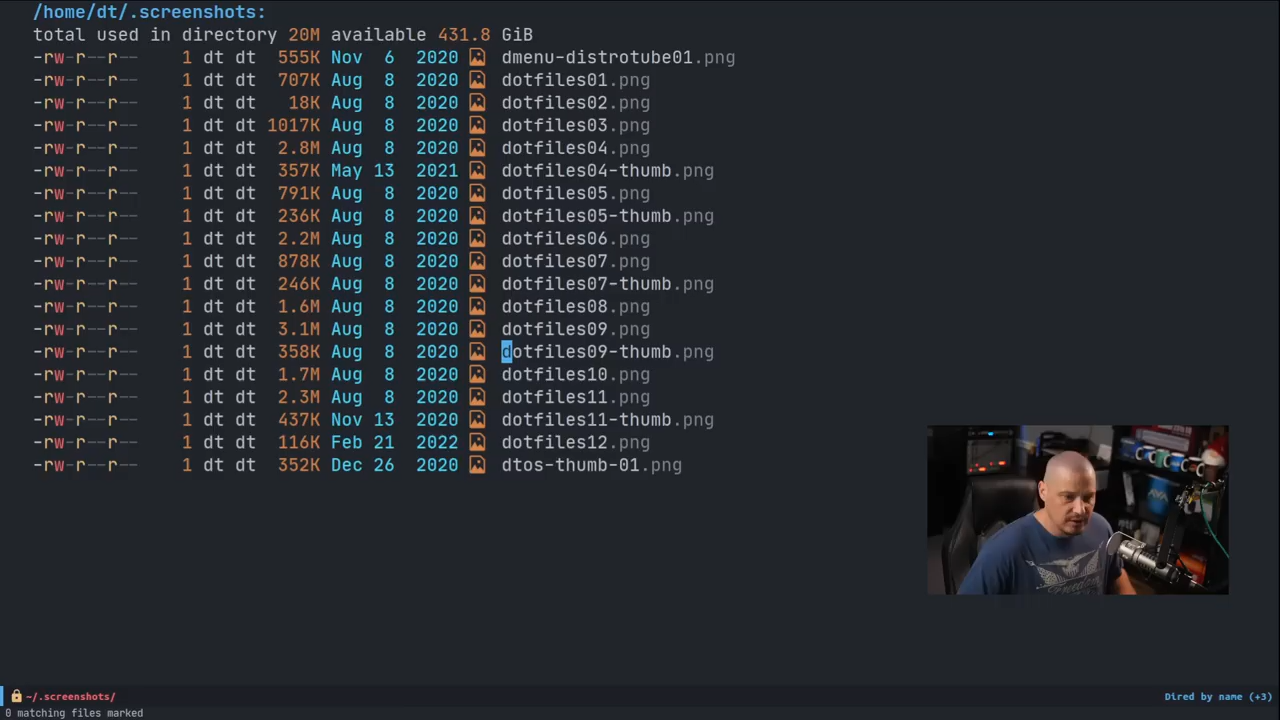 /home/dt/.screenshots:
total used in directory 20M available 431.8 GiB
-rw-r--r-- 1 dt dt 555K Nov 6 2020 dmenu-distrotube01.png
-rw-r--r-- 1 dt dt 707K Aug 8 2020 dotfiles01.png
-rw-r--r-- 1 dt dt 18K Aug 8 2020 dotfiles02.png
-rw-r--r-- 1 dt dt 1017K Aug 8 2020 dotfiles03.png
-rw-r--r-- 1 dt dt 2.8M Aug 8 2020 dotfiles04.png
-rw-r--r-- 1 dt dt 357K May 13 2021 dotfiles04-thumb.png
-rw-r--r-- 1 dt dt 791K Aug 8 2020 dotfiles05.png
-rw-r--r-- 1 dt dt 236K Aug 8 2020 dotfiles05-thumb.png
-rw-r--r-- 1 dt dt 2.2M Aug 8 2020 dotfiles06.png
-rw-r--r-- 1 dt dt 878K Aug 8 2020 dotfiles07.png
-rw-r--r-- 1 dt dt 246K Aug 8 2020 dotfiles07-thumb.png
-rw-r--r-- 1 dt dt 1.6M Aug 8 2020 dotfiles08.png
-rw-r--r-- 1 dt dt 3.1M Aug 8 2020 dotfiles09.png
-rw-r--r-- 1 dt dt 358K Aug 8 2020 dotfiles09-thumb.png
-rw-r--r-- 1 dt dt 1.7M Aug 8 2020 dotfiles10.png
-rw-r--r-- 1 dt dt 2.3M Aug 8 2020 dotfiles11.png
-rw-r--r-- 1 dt dt 437K Nov 13 2020 dotfiles11-thumb.png
-rw-r--r-- 1 dt dt 116K Feb 21 2022 dotfiles12.png
-rw-r--r-- 1 dt dt 352K Dec 26 2020 dtos-thumb-01.png
~/.screenshots/ Dired by name (+3)
0 matching files marked